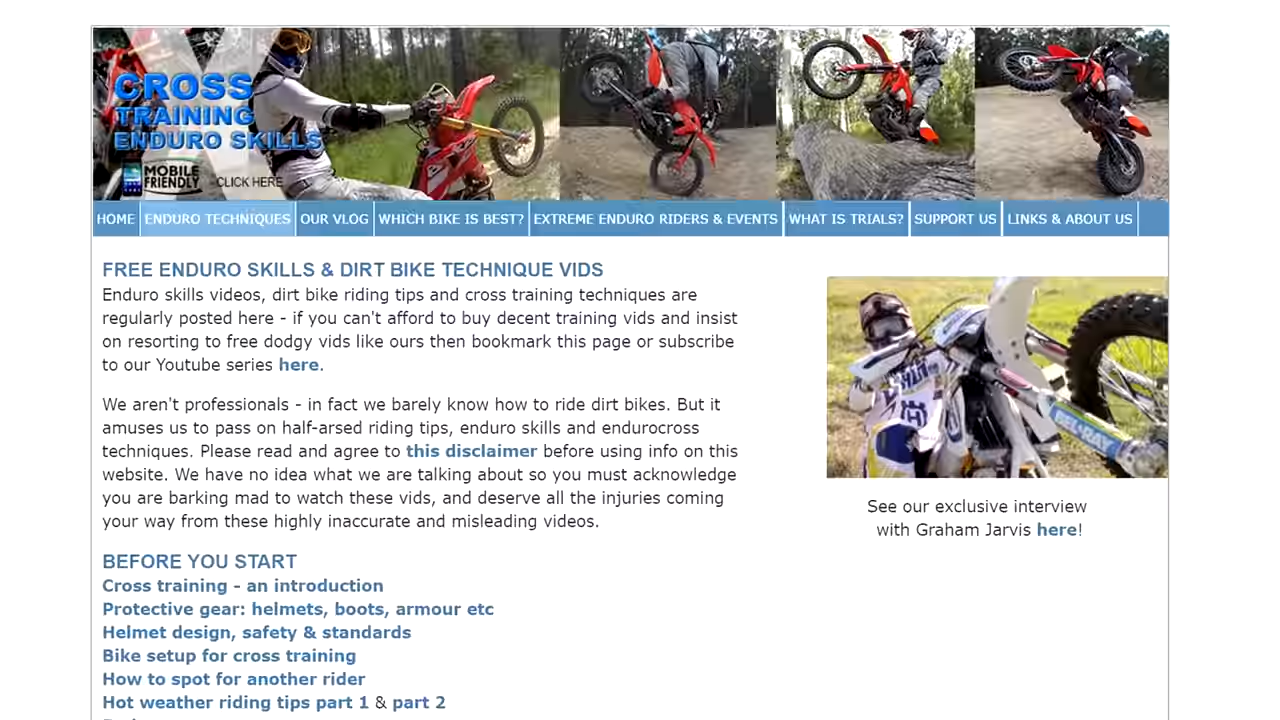 CROSS
TRAINING
ENDURO SKILLS
MOBILE
FRIENDLY - CLICK HERE
HOME ENDURO TECHNIQUES OUR VLOG WHICH BIKE IS BEST? EXTREME ENDURO RIDERS & EVENTS WHAT IS TRIALS? SUPPORT US LINKS & ABOUT US
FREE ENDURO SKILLS & DIRT BIKE TECHNIQUE VIDS
Enduro skills videos, dirt bike riding tips and cross training techniques are
regularly posted here - if you can't afford to buy decent training vids and insist
on resorting to free dodgy vids like ours then bookmark this page or subscribe
to our Youtube series here.
We aren't professionals - in fact we barely know how to ride dirt bikes. But it
amuses us to pass on half-arsed riding tips, enduro skills and endurocross
techniques. Please read and agree to this disclaimer before using info on this
website. We have no idea what we are talking about so you must acknowledge
you are barking mad to watch these vids, and deserve all the injuries coming
your way from these highly inaccurate and misleading videos.
BEL-RAY
See our exclusive interview
with Graham Jarvis here!
BEFORE YOU START
Cross training - an introduction
Protective gear: helmets, boots, armour etc
Helmet design, safety & standards
Bike setup for cross training
How to spot for another rider
Hot weather riding tips part 1 & part 2